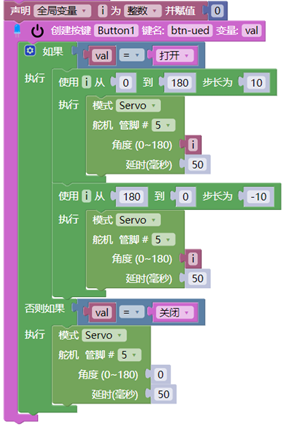 声明 全局变量 i 为 整数 并赋值 0
创建按键 Button1 键名: btn-ued 变量: val
如果 val = 打开
执行 使用 i 从 0 到 180 步长为 10
执行 模式 Servo
舵机 管脚 # 5
角度 (0~180) i
延时(毫秒) 50
使用 i 从 180 到 0 步长为 -10
执行 模式 Servo
舵机 管脚 # 5
角度 (0~180) i
延时(毫秒) 50
否则如果 val = 关闭
执行 模式 Servo
舵机 管脚 # 5
角度 (0~180) 0
延时(毫秒) 50